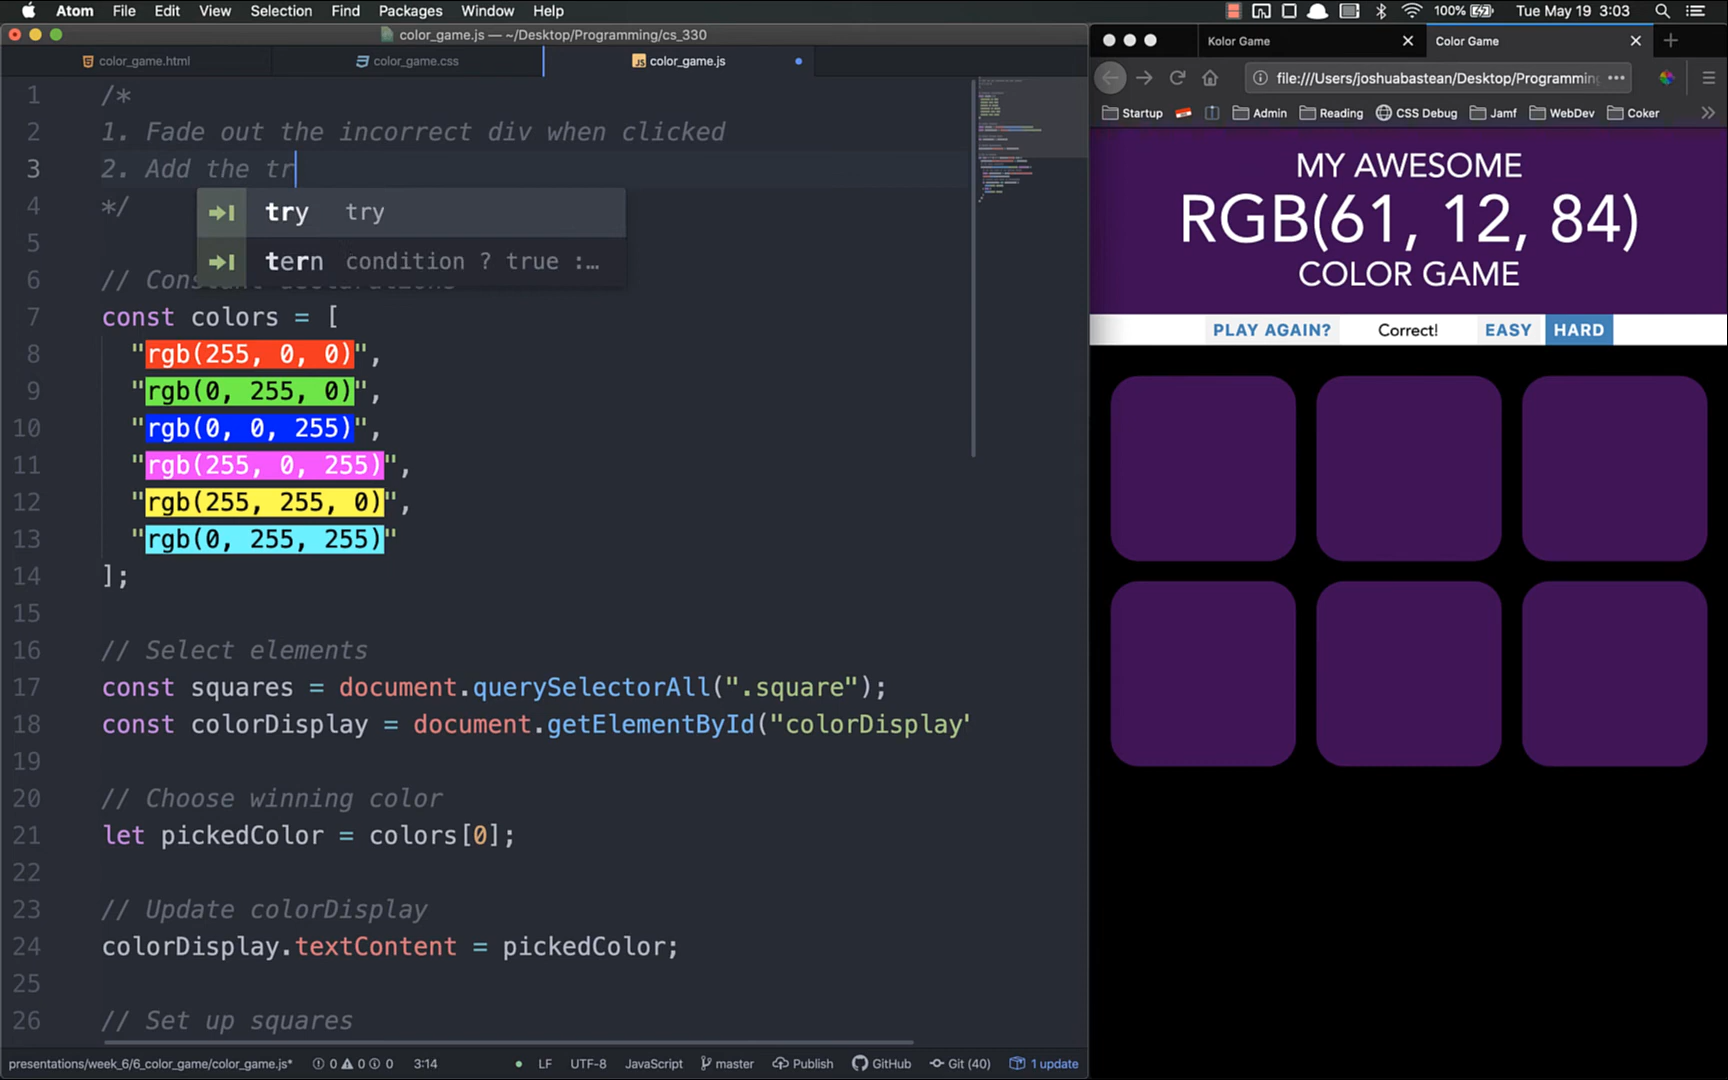 Atom File Edit View Selection Find Packages Window Help 100% Tue May 19 3:03
color_game.js — ~/Desktop/Programming/cs_330
color_game.html color_game.css color_game.js
1 /*
2 1. Fade out the incorrect div when clicked
3 2. Add the tr
4 */
try try
tern condition ? true :…
5
6 // Con
7 const colors = [
8 "rgb(255, 0, 0)",
9 "rgb(0, 255, 0)",
10 "rgb(0, 0, 255)",
11 "rgb(255, 0, 255)",
12 "rgb(255, 255, 0)",
13 "rgb(0, 255, 255)"
14 ];
15
16 // Select elements
17 const squares = document.querySelectorAll(".square");
18 const colorDisplay = document.getElementById("colorDisplay"
19
20 // Choose winning color
21 let pickedColor = colors[0];
22
23 // Update colorDisplay
24 colorDisplay.textContent = pickedColor;
25
26 // Set up squares
presentations/week_6/6_color_game/color_game.js* 0 0 0 3:14 LF UTF-8 JavaScript master Publish GitHub Git (40) 1 update
Kolor Game Color Game
file:///Users/joshuabastean/Desktop/Programmin
Startup Admin Reading CSS Debug Jamf WebDev Coker
MY AWESOME
RGB(61, 12, 84)
COLOR GAME
PLAY AGAIN? Correct! EASY HARD